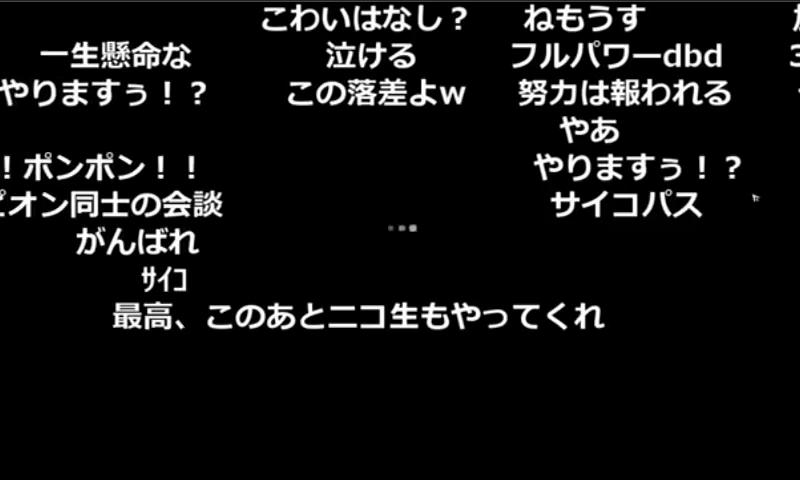 こわいはなし？ ねもうす
一生懸命な 泣ける フルパワーdbd
やりますぅ！？ この落差よw 努力は報われる
やあ
！ポンポン！！ やりますぅ！？
オン同士の会談 サイコパス
がんばれ
ｻｲｺ
最高、このあとニコ生もやってくれ